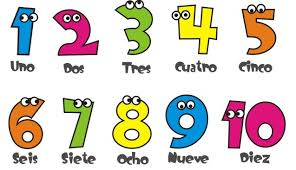 1 2 3 4 5
Uno Dos Tres Cuatro Cinco
6 7 8 9 10
Seis Siete Ocho Nueve Diez